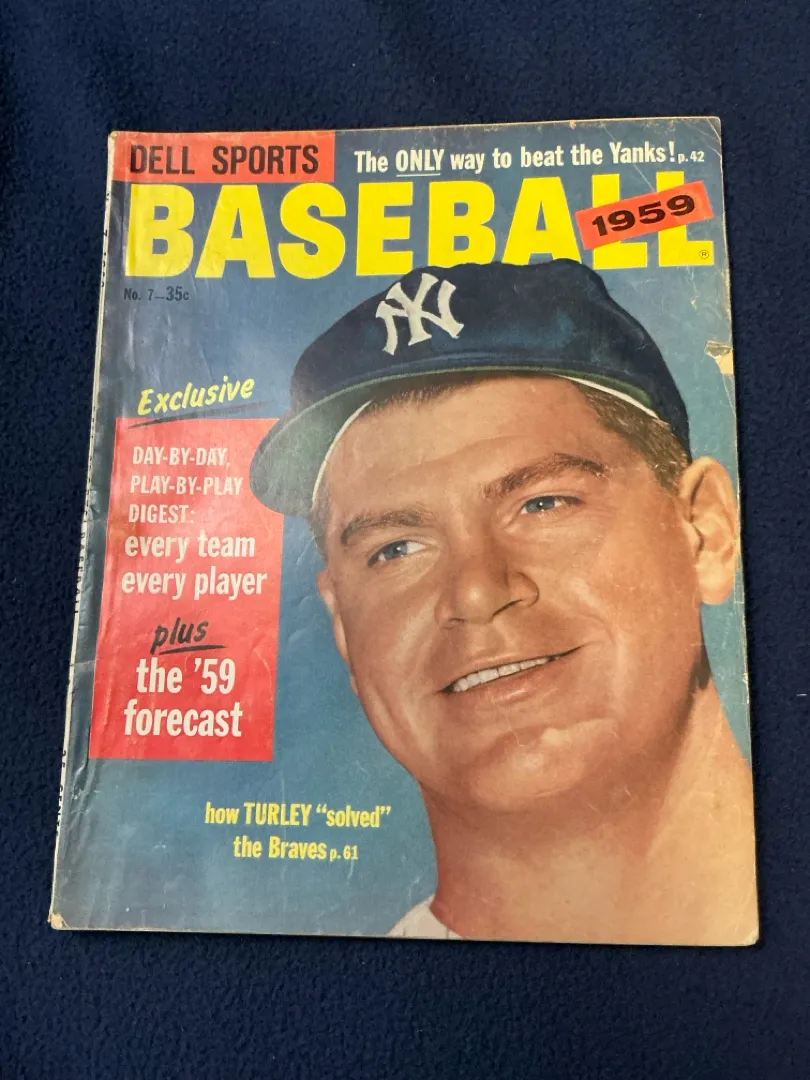 DELL SPORTS
The ONLY way to beat the Yanks! p. 42
BASEBALL
1959
®
No. 7—35c
NY
Exclusive
DAY-BY-DAY,
PLAY-BY-PLAY
DIGEST:
every team
every player
plus
the '59
forecast
how TURLEY "solved"
the Braves p. 61